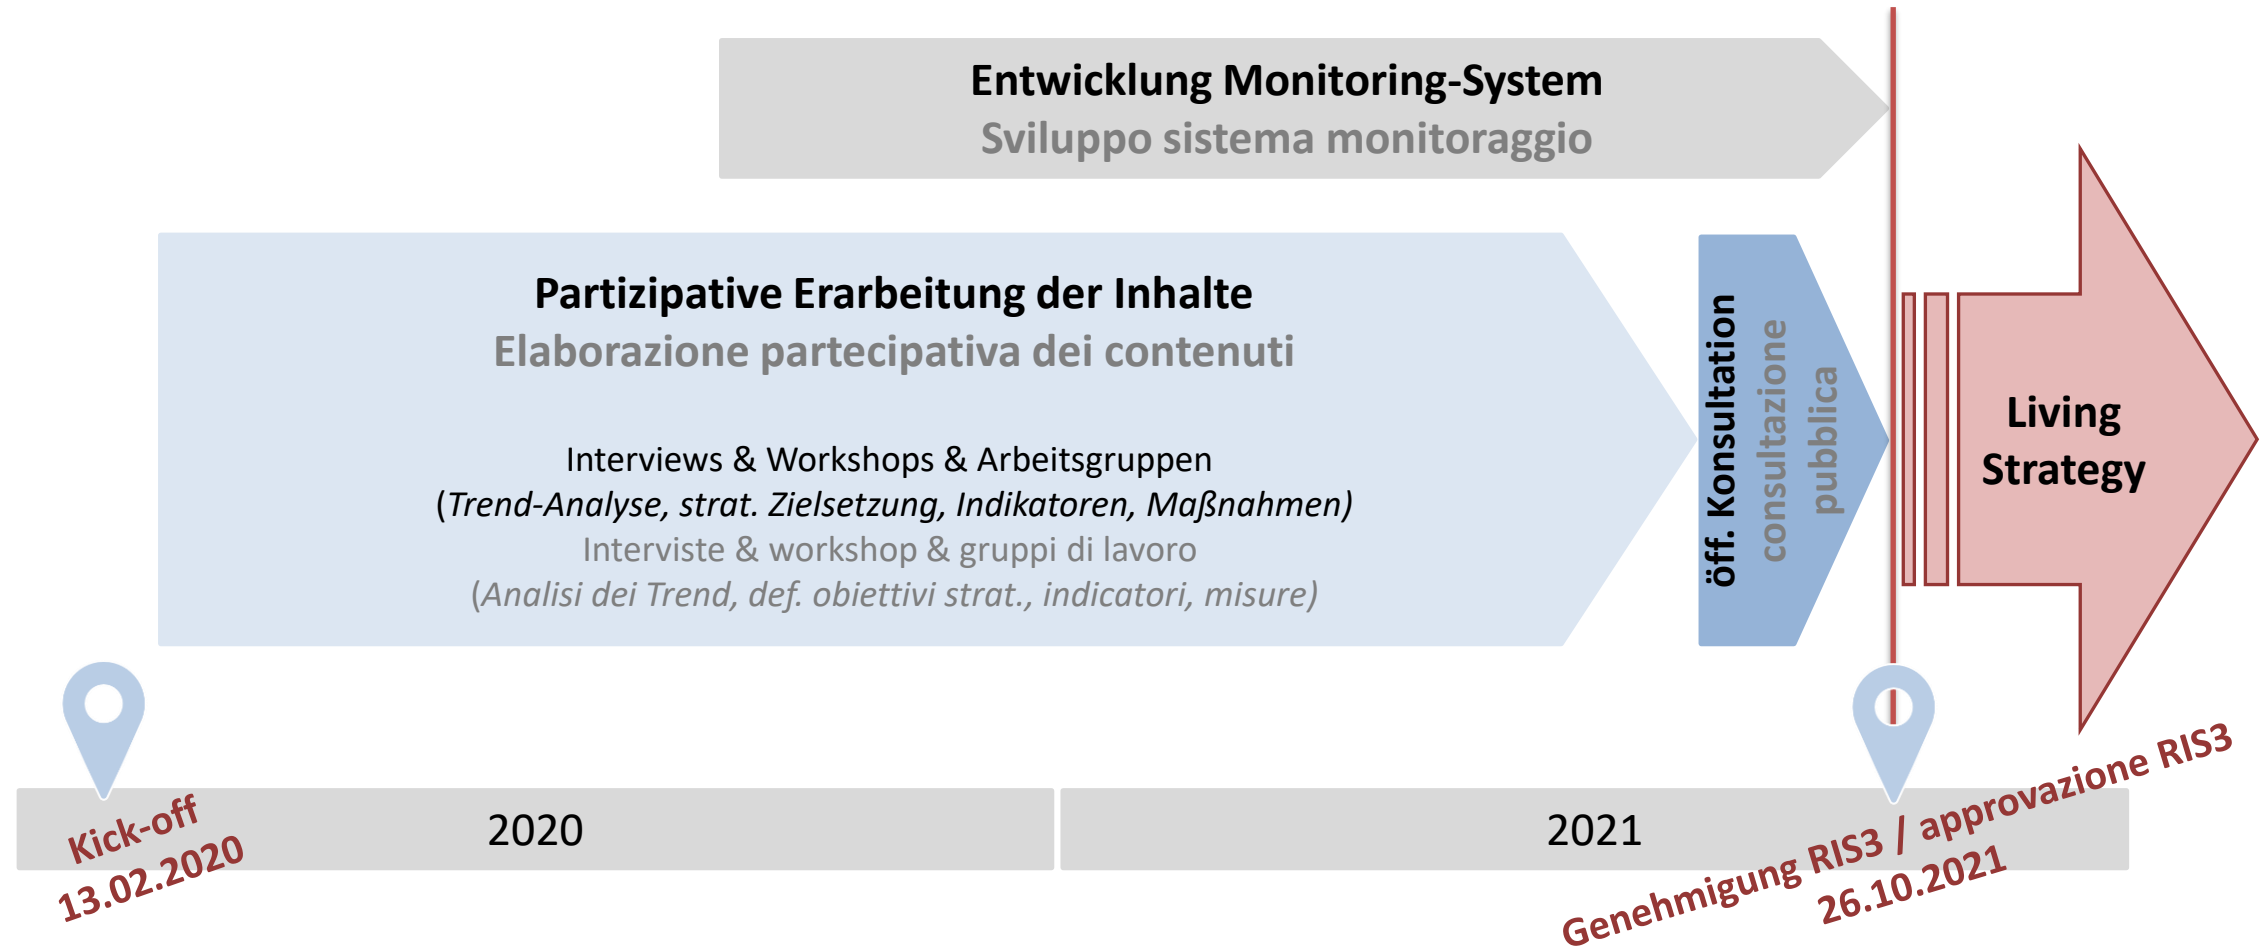 Entwicklung Monitoring-System
Sviluppo sistema monitoraggio
Partizipative Erarbeitung der Inhalte
Elaborazione partecipativa dei contenuti
Interviews & Workshops & Arbeitsgruppen
(Trend-Analyse, strat. Zielsetzung, Indikatoren, Maßnahmen)
Interviste & workshop & gruppi di lavoro
(Analisi dei Trend, def. obiettivi strat., indicatori, misure)
öff. Konsultation
consultazione
pubblica
Living
Strategy
Kick-off
13.02.2020
2020
2021
Genehmigung RIS3 / approvazione RIS3
26.10.2021